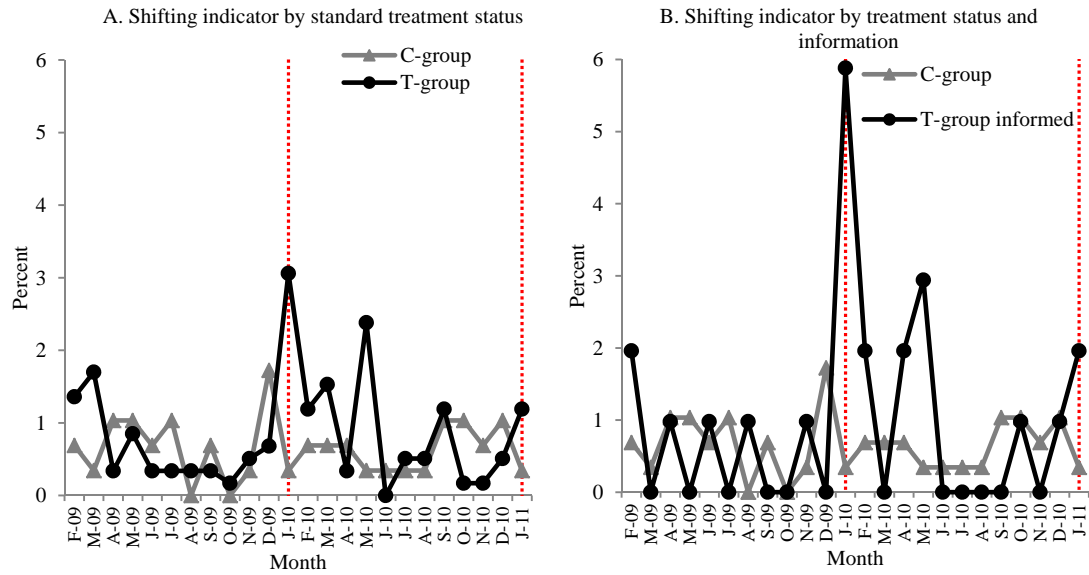 A. Shifting indicator by standard treatment status
C-group
T-group
6
5
4
3
2
1
0
Percent
F-09
M-09
A-09
M-09
J-09
J-09
A-09
S-09
O-09
N-09
D-09
J-10
F-10
M-10
A-10
M-10
J-10
J-10
A-10
S-10
O-10
N-10
D-10
J-11
Month
B. Shifting indicator by treatment status and
information
C-group
T-group informed
6
5
4
3
2
1
0
Percent
F-09
M-09
A-09
M-09
J-09
J-09
A-09
S-09
O-09
N-09
D-09
J-10
F-10
M-10
A-10
M-10
J-10
J-10
A-10
S-10
O-10
N-10
D-10
J-11
Month